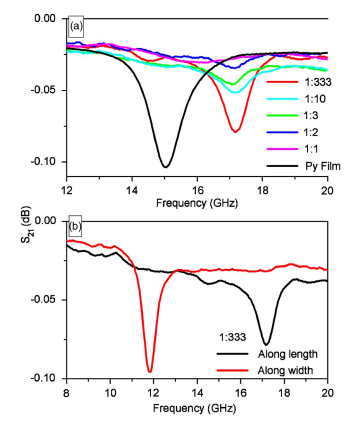 (a)
0.00
-0.05
-0.10
1:333
1:10
1:3
1:2
1:1
Py Film
12 14 16 18 20
Frequency (GHz)
S21 (dB)
(b)
0.00
-0.05
-0.10
1:333
Along length
Along width
8 10 12 14 16 18 20
Frequency (GHz)